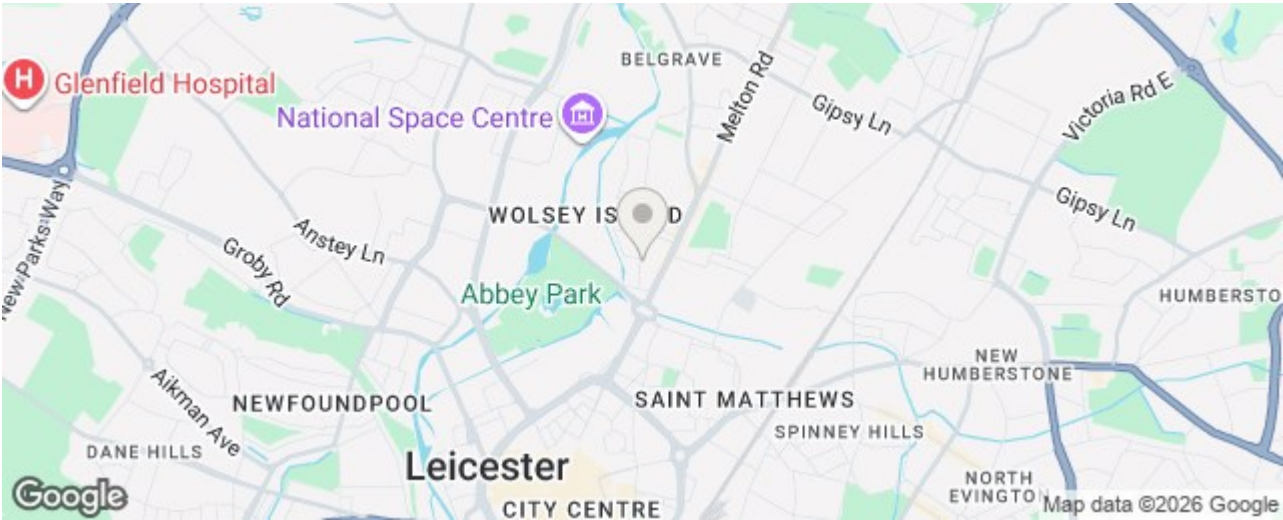 BELGRAVE
Melton Rd
Gipsy Ln
Victoria Rd E
H
Glenfield Hospital
National Space Centre
New Parks Way
Anstey Ln
Groby Rd
WOLSEY IS
D
Gipsy Ln
Abbey Park
HUMBERSTO
NEW
HUMBERSTONE
Aikman Ave
NEWFOUNDPOOL
SAINT MATTHEWS
SPINNEY HILLS
DANE HILLS
Leicester
NORTH
EVINGTON
CITY CENTRE
Google
Map data ©2026 Google